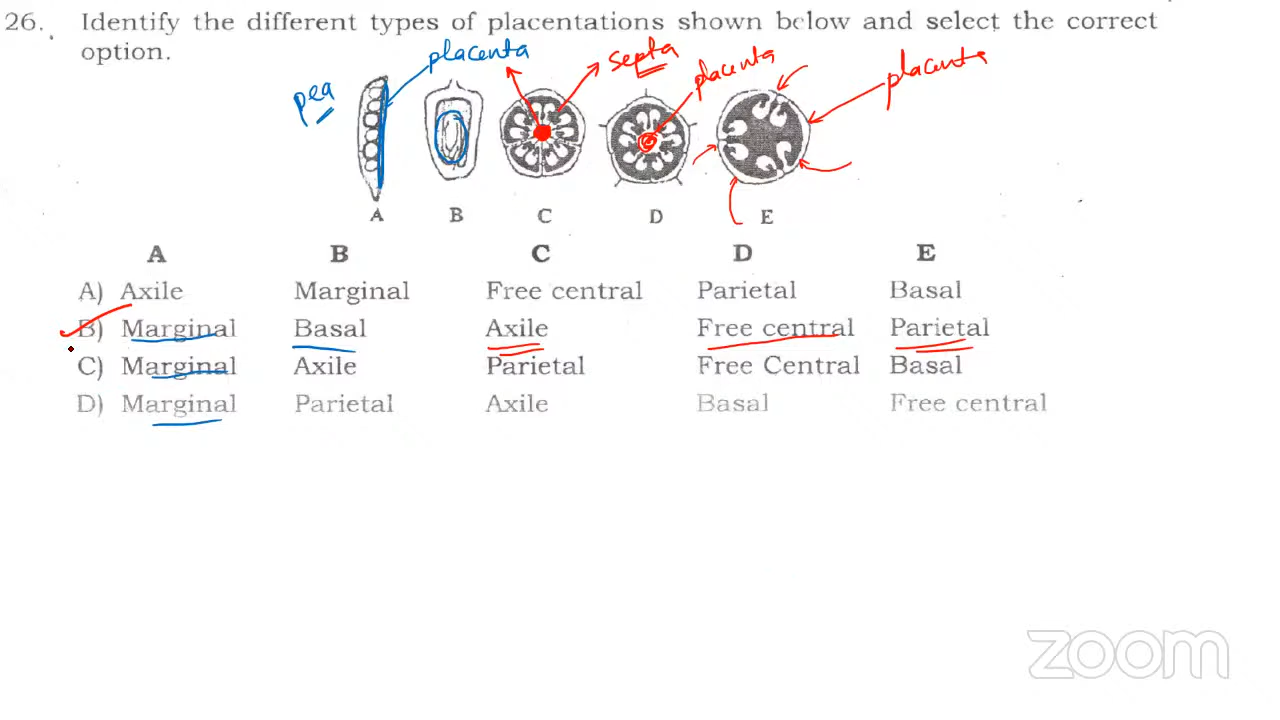 26. Identify the different types of placentations shown below and select the correct
option.
placenta septa placenta placenta
pea
A B C D E
A B C D E
A) Axile Marginal Free central Parietal Basal
B) Marginal Basal Axile Free central Parietal
C) Marginal Axile Parietal Free Central Basal
D) Marginal Parietal Axile Basal Free central
zoom